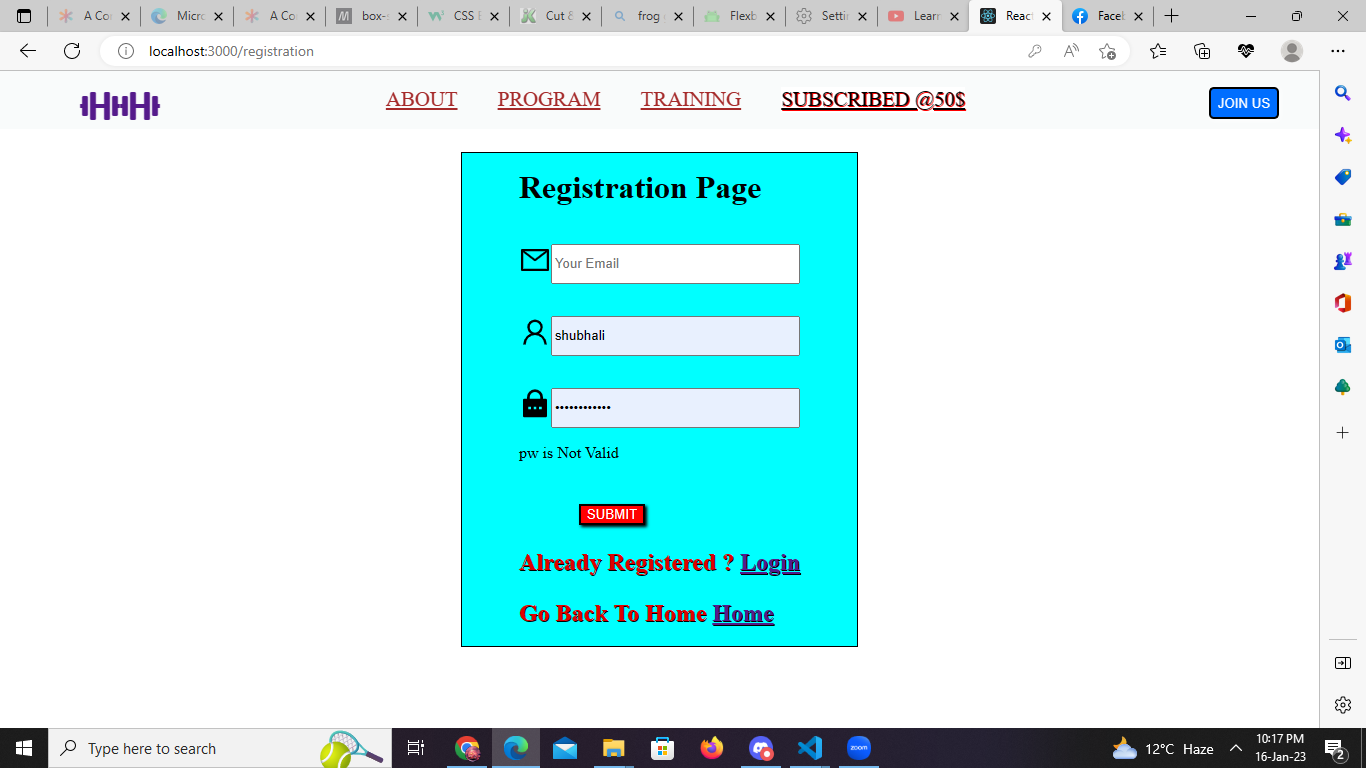 A Co
Micro
A Co
box-
CSS
Cut &
frog
Flexb
Settin
Learn
React
Faceb
localhost:3000/registration
ABOUT PROGRAM TRAINING SUBSCRIBED @50$ JOIN US
Registration Page
Your Email
shubhali
••••••••••••
pw is Not Valid
SUBMIT
Already Registered ? Login
Go Back To Home Home
Type here to search
zoom
12°C Haze
10:17 PM
16-Jan-23
2